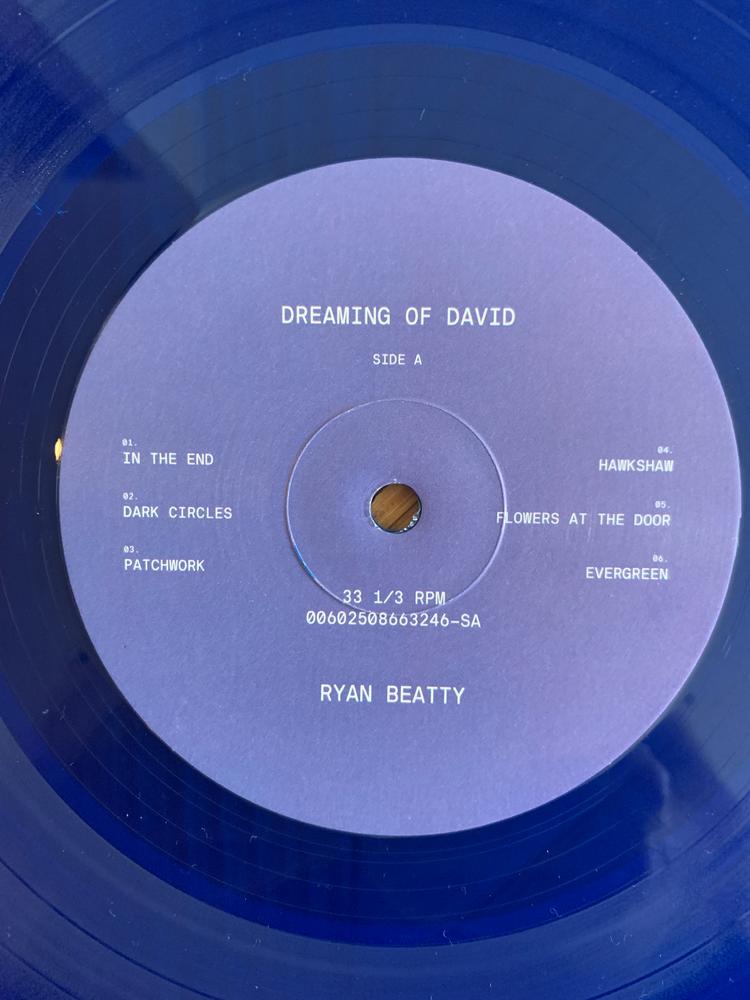 DREAMING OF DAVID
SIDE A
01.
IN THE END
02.
DARK CIRCLES
03.
PATCHWORK
04.
HAWKSHAW
05.
FLOWERS AT THE DOOR
06.
EVERGREEN
33 1/3 RPM
00602508663246-SA
RYAN BEATTY